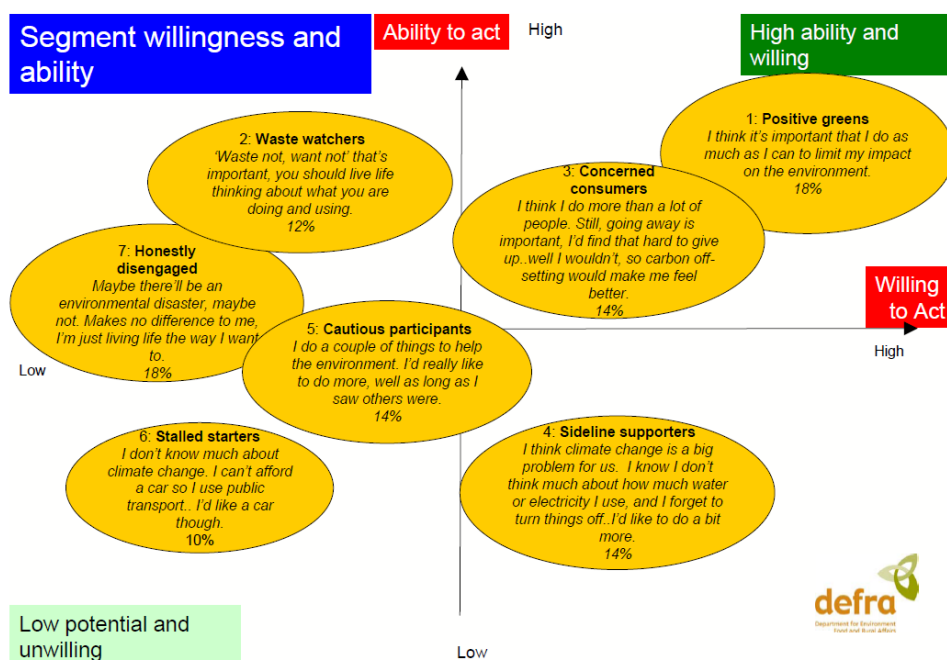 Segment willingness and
ability
Ability to act
High
High ability and
willing
1: Positive greens
I think it's important that I do as
much as I can to limit my impact
on the environment.
18%
2: Waste watchers
'Waste not, want not' that's
important, you should live life
thinking about what you are
doing and using.
12%
3: Concerned
consumers
I think I do more than a lot of
people. Still, going away is
important, I'd find that hard to give
up..well I wouldn't, so carbon off-
setting would make me feel
better.
14%
7: Honestly
disengaged
Maybe there'll be an
environmental disaster, maybe
not. Makes no difference to me,
I'm just living life the way I want
to.
18%
Willing
to Act
High
Low
5: Cautious participants
I do a couple of things to help
the environment. I'd really like
to do more, well as long as I
saw others were.
14%
6: Stalled starters
I don't know much about
climate change. I can't afford
a car so I use public
transport.. I'd like a car
though.
10%
4: Sideline supporters
I think climate change is a big
problem for us. I know I don't
think much about how much water
or electricity I use, and I forget to
turn things off..I'd like to do a bit
more.
14%
Low potential and
unwilling
Low
defra
Department for Environment
Food and Rural Affairs